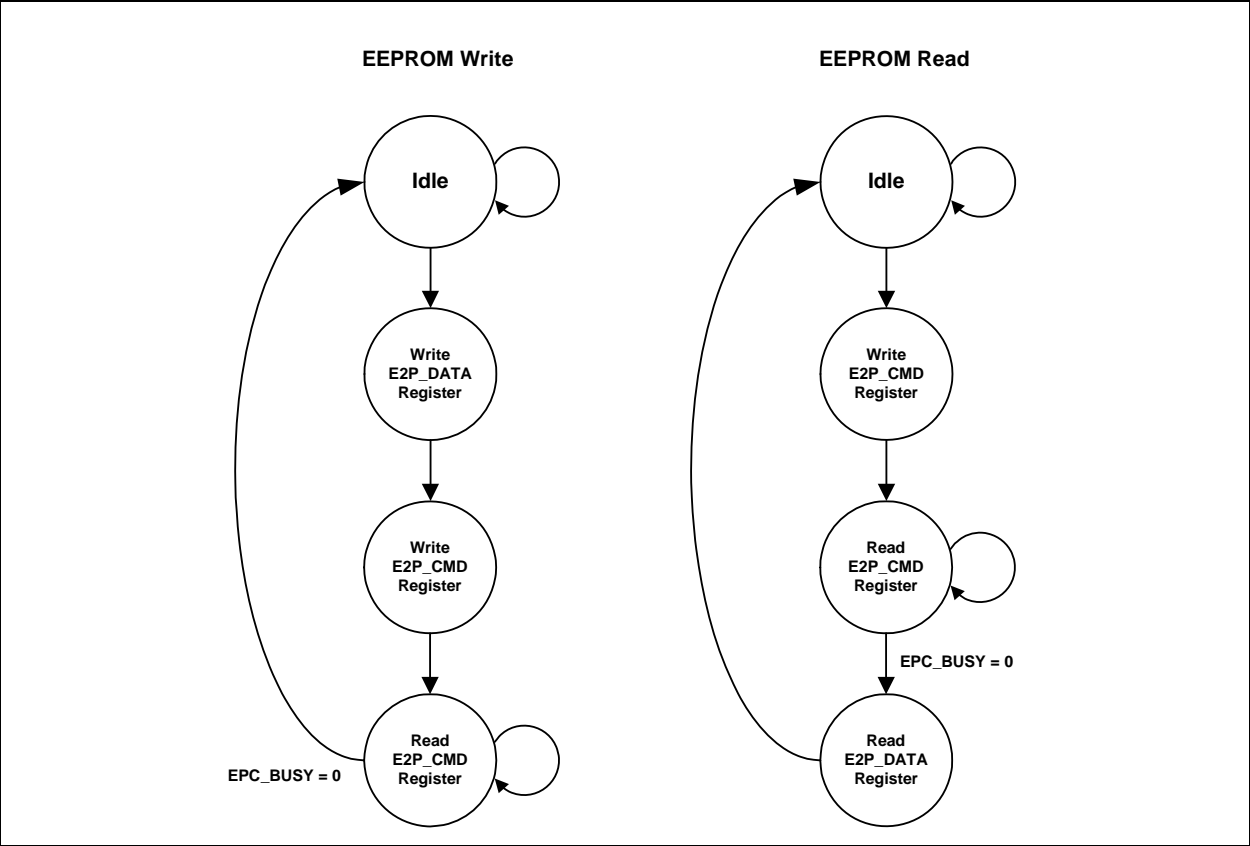 EEPROM Write
Idle
Write
E2P_DATA
Register
Write
E2P_CMD
Register
Read
E2P_CMD
Register
EPC_BUSY = 0
EEPROM Read
Idle
Write
E2P_CMD
Register
Read
E2P_CMD
Register
EPC_BUSY = 0
Read
E2P_DATA
Register